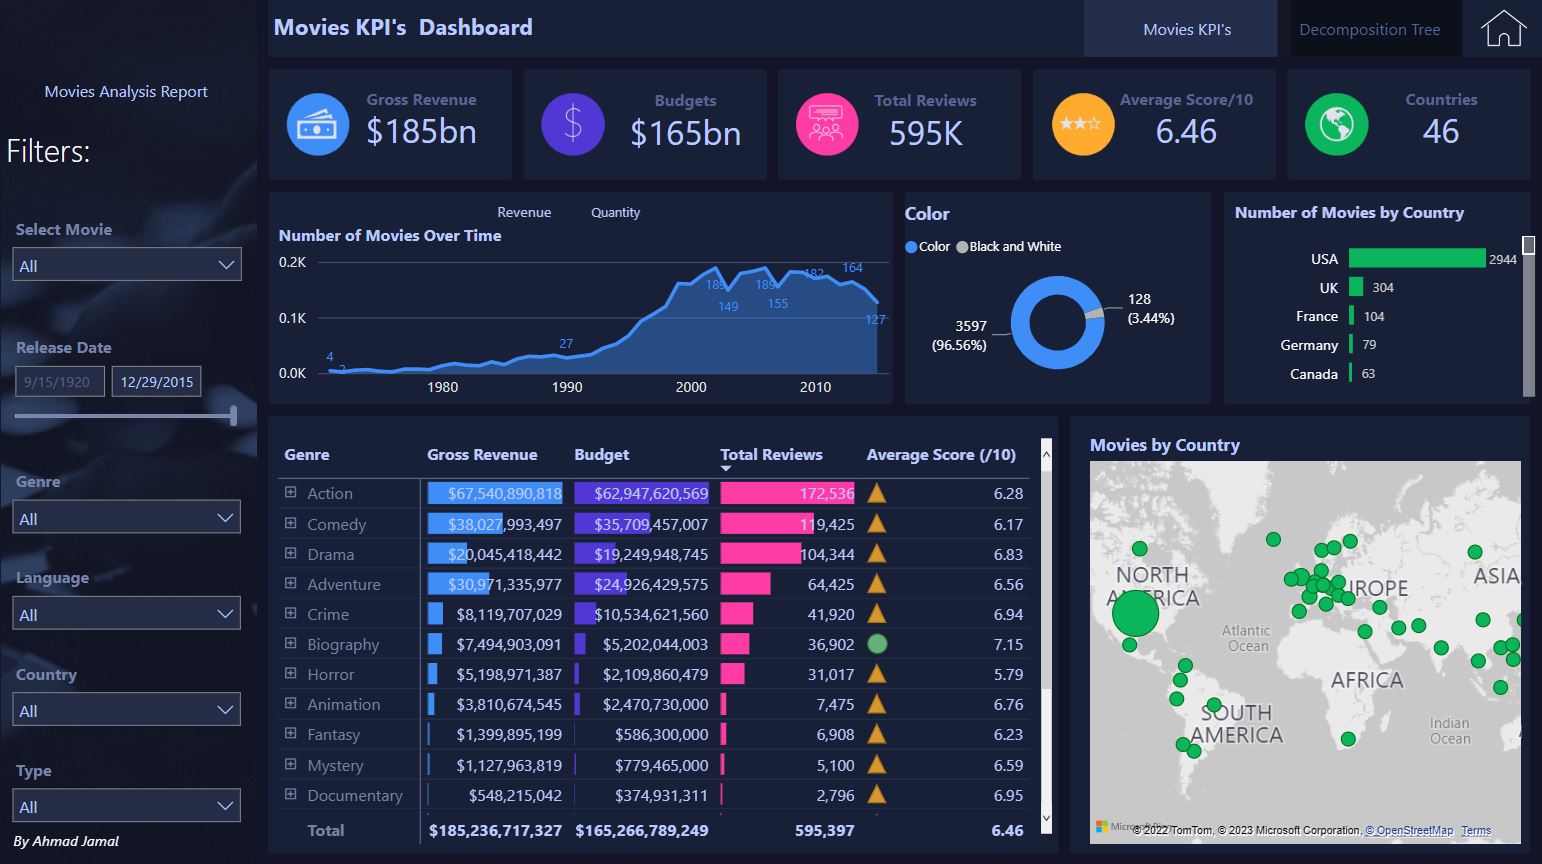 Movies KPI's  Dashboard
Movies KPI's
Decomposition Tree
Movies Analysis Report
Filters:
Select Movie
All
Release Date
9/15/1920
12/29/2015
Genre
All
Language
All
Country
All
Type
All
By Ahmad Jamal
Gross Revenue
$185bn
Budgets
$165bn
Total Reviews
595K
Average Score/10
6.46
Countries
46
Revenue
Quantity
Number of Movies Over Time
0.2K
0.1K
0.0K
4
2
27
189
149
189
155
182
164
127
1980
1990
2000
2010
Color
Color
Black and White
128
(3.44%)
3597
(96.56%)
Number of Movies by Country
USA 2944
UK 304
France 104
Germany 79
Canada 63
Genre Gross Revenue Budget Total Reviews Average Score (/10)
Action $67,540,890,818 $62,947,620,569 172,536 6.28
Comedy $38,027,993,497 $35,709,457,007 119,425 6.17
Drama $20,045,418,442 $19,249,948,745 104,344 6.83
Adventure $30,971,335,977 $24,926,429,575 64,425 6.56
Crime $8,119,707,029 $10,534,621,560 41,920 6.94
Biography $7,494,903,091 $5,202,044,003 36,902 7.15
Horror $5,198,971,387 $2,109,860,479 31,017 5.79
Animation $3,810,674,545 $2,470,730,000 7,475 6.76
Fantasy $1,399,895,199 $586,300,000 6,908 6.23
Mystery $1,127,963,819 $779,465,000 5,100 6.59
Documentary $548,215,042 $374,931,311 2,796 6.95
Total $185,236,717,327 $165,266,789,249 595,397 6.46
Movies by Country
NORTH
AMERICA
EUROPE
ASIA
Atlantic
Ocean
AFRICA
SOUTH
AMERICA
Indian
Ocean
© 2022 TomTom, © 2023 Microsoft Corporation, © OpenStreetMap Terms